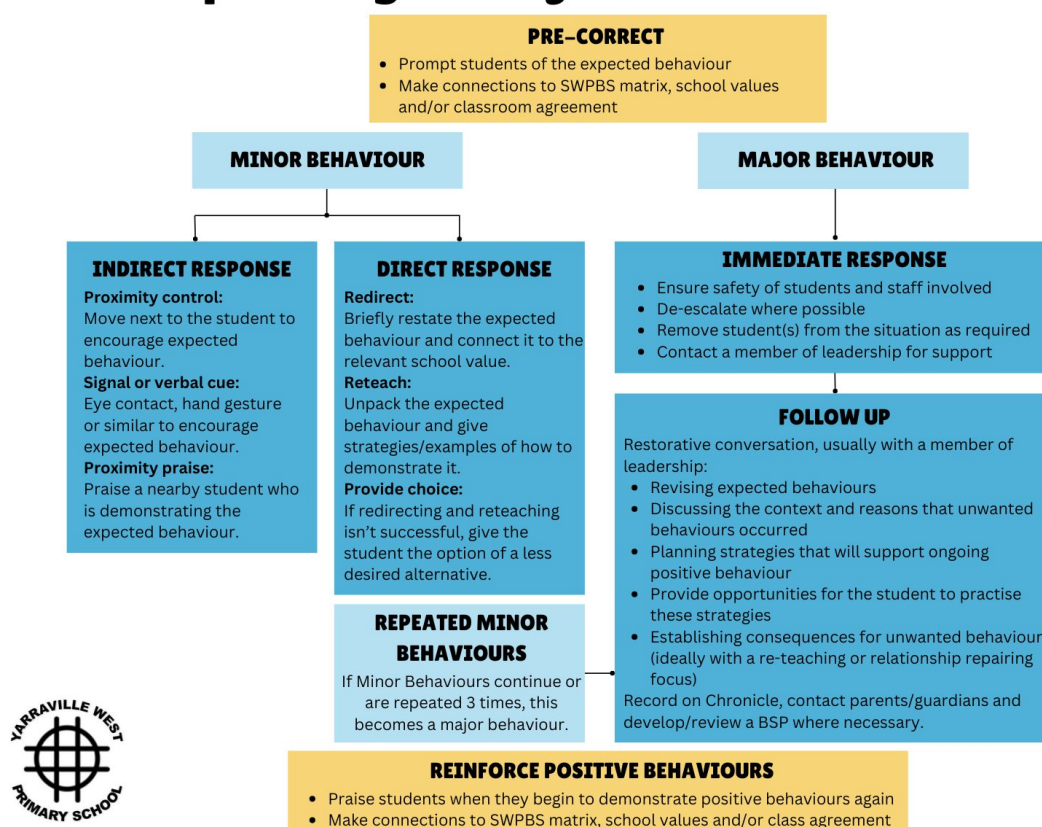 PRE-CORRECT
• Prompt students of the expected behaviour
• Make connections to SWPBS matrix, school values
and/or classroom agreement
MINOR BEHAVIOUR
MAJOR BEHAVIOUR
INDIRECT RESPONSE
Proximity control:
Move next to the student to
encourage expected
behaviour.
Signal or verbal cue:
Eye contact, hand gesture
or similar to encourage
expected behaviour.
Proximity praise:
Praise a nearby student who
is demonstrating the
expected behaviour.
DIRECT RESPONSE
Redirect:
Briefly restate the expected
behaviour and connect it to the
relevant school value.
Reteach:
Unpack the expected
behaviour and give
strategies/examples of how to
demonstrate it.
Provide choice:
If redirecting and reteaching
isn't successful, give the
student the option of a less
desired alternative.
REPEATED MINOR
BEHAVIOURS
If Minor Behaviours continue or
are repeated 3 times, this
becomes a major behaviour.
IMMEDIATE RESPONSE
• Ensure safety of students and staff involved
• De-escalate where possible
• Remove student(s) from the situation as required
• Contact a member of leadership for support
FOLLOW UP
Restorative conversation, usually with a member of
leadership:
• Revising expected behaviours
• Discussing the context and reasons that unwanted
behaviours occurred
• Planning strategies that will support ongoing
positive behaviour
• Provide opportunities for the student to practise
these strategies
• Establishing consequences for unwanted behaviour
(ideally with a re-teaching or relationship repairing
focus)
Record on Chronicle, contact parents/guardians and
develop/review a BSP where necessary.
YARRAVILLE WEST
PRIMARY SCHOOL
REINFORCE POSITIVE BEHAVIOURS
• Praise students when they begin to demonstrate positive behaviours again
• Make connections to SWPBS matrix, school values and/or class agreement